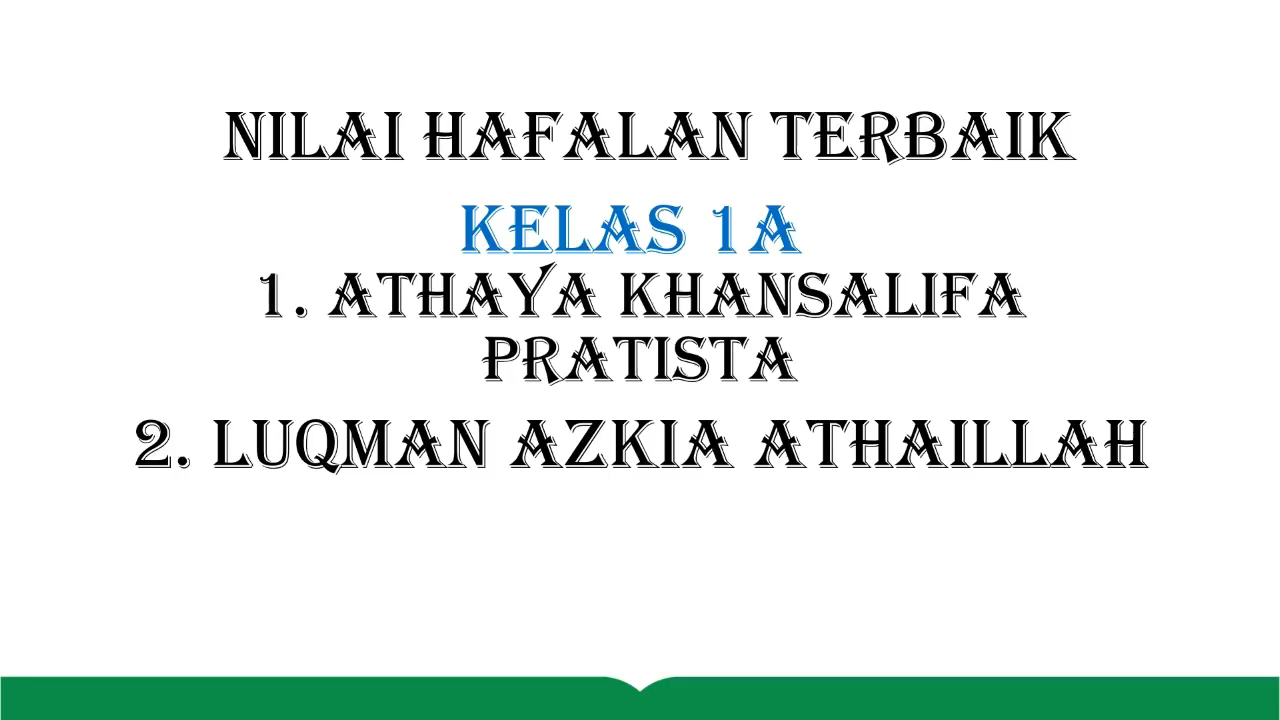 NILAI HAFALAN TERBAIK
KELAS 1A
1. ATHAYA KHANSALIFA
PRATISTA
2. LUQMAN AZKIA ATHAILLAH